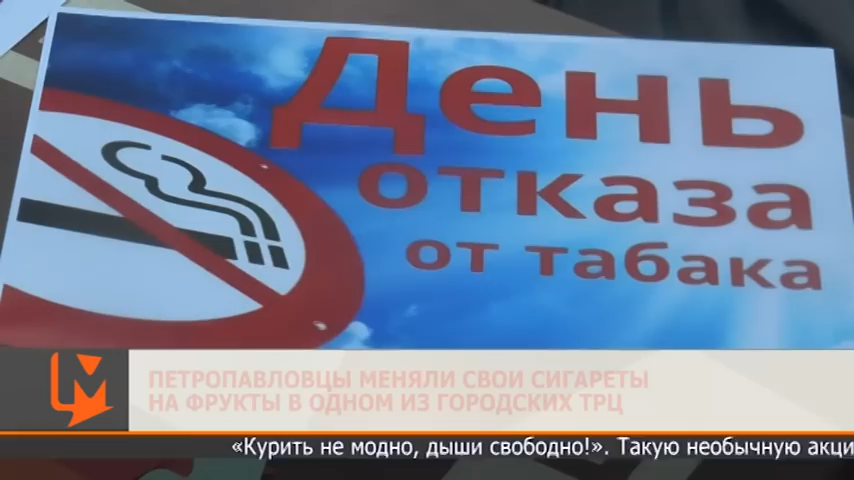 День
отказа
от табака
ПЕТРОПАВЛОВЦЫ МЕНЯЛИ СВОИ СИГАРЕТЫ
НА ФРУКТЫ В ОДНОМ ИЗ ГОРОДСКИХ ТРЦ
«Курить не модно, дыши свободно!». Такую необычную акци